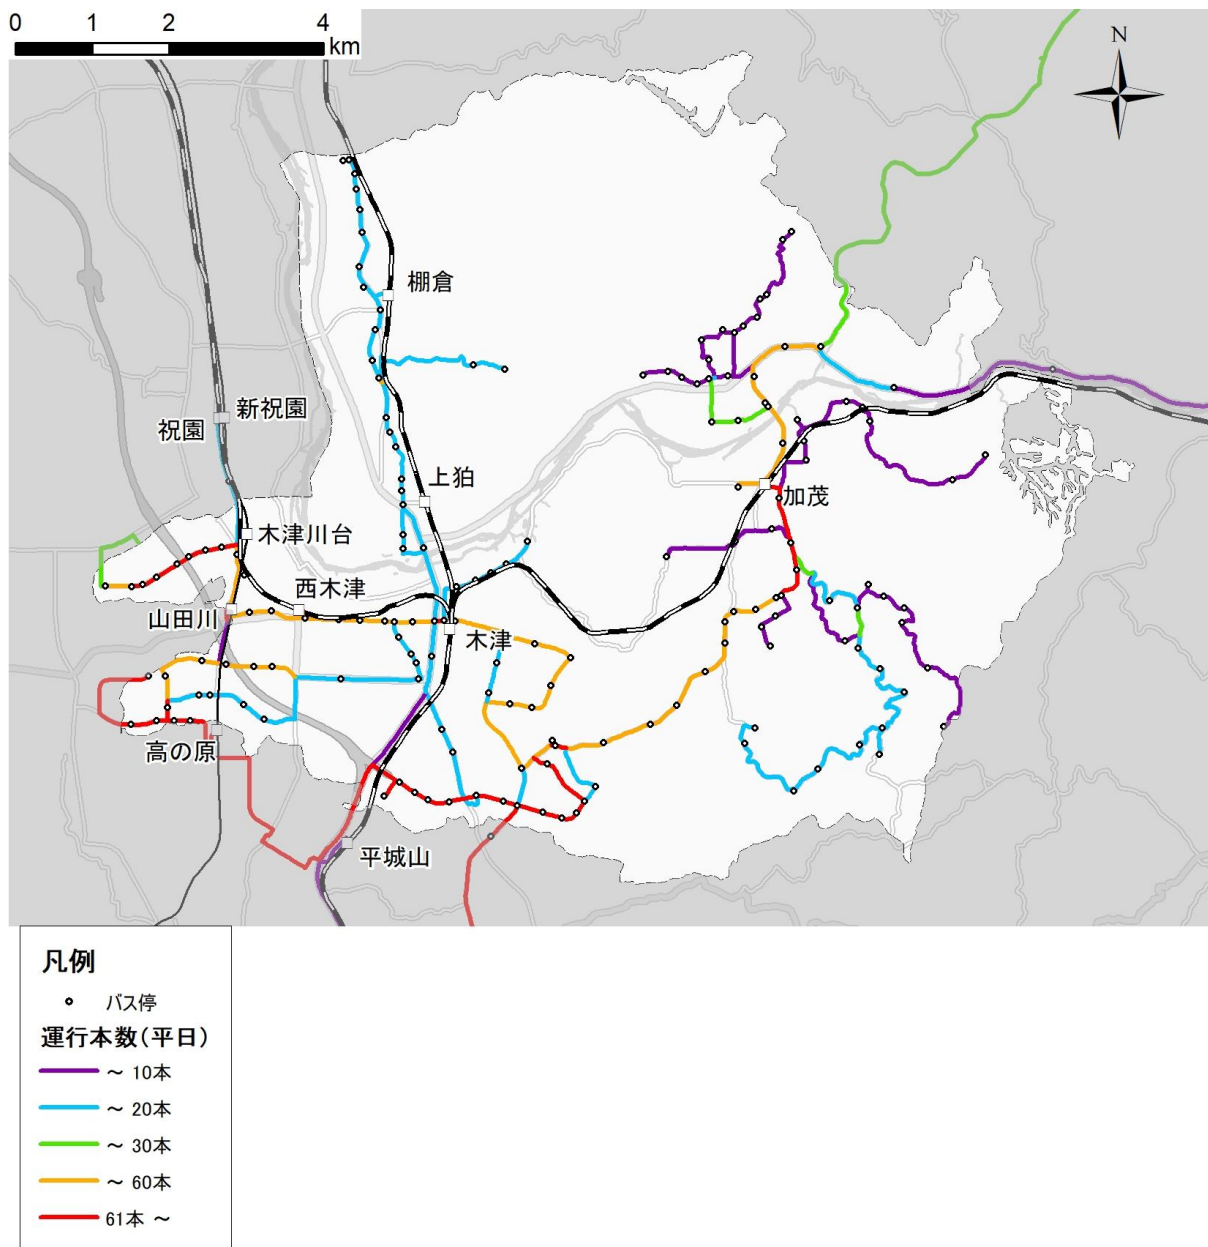 0 1 2 4
km
N
棚倉
新祝園
祝園
上狛
加茂
木津川台
西木津
山田川
木津
高の原
平城山
凡例
バス停
運行本数(平日)
～ 10本
～ 20本
～ 30本
～ 60本
61本 ～